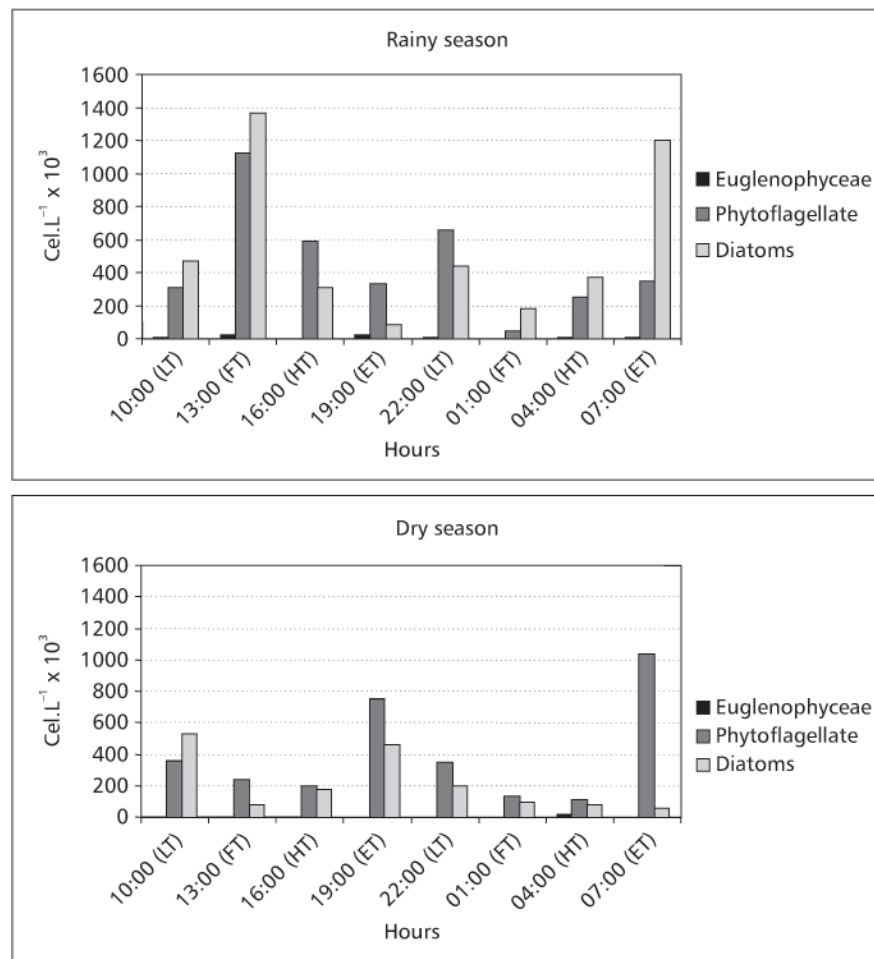 Rainy season
1600
1400
1200
1000
800
600
400
200
0
Cel.L⁻¹ x 10³
10:00 (LT)
13:00 (FT)
16:00 (HT)
19:00 (ET)
22:00 (LT)
01:00 (FT)
04:00 (HT)
07:00 (ET)
Hours
Euglenophyceae
Phytoflagellate
Diatoms
Dry season
1600
1400
1200
1000
800
600
400
200
0
Cel.L⁻¹ x 10³
10:00 (LT)
13:00 (FT)
16:00 (HT)
19:00 (ET)
22:00 (LT)
01:00 (FT)
04:00 (HT)
07:00 (ET)
Hours
Euglenophyceae
Phytoflagellate
Diatoms